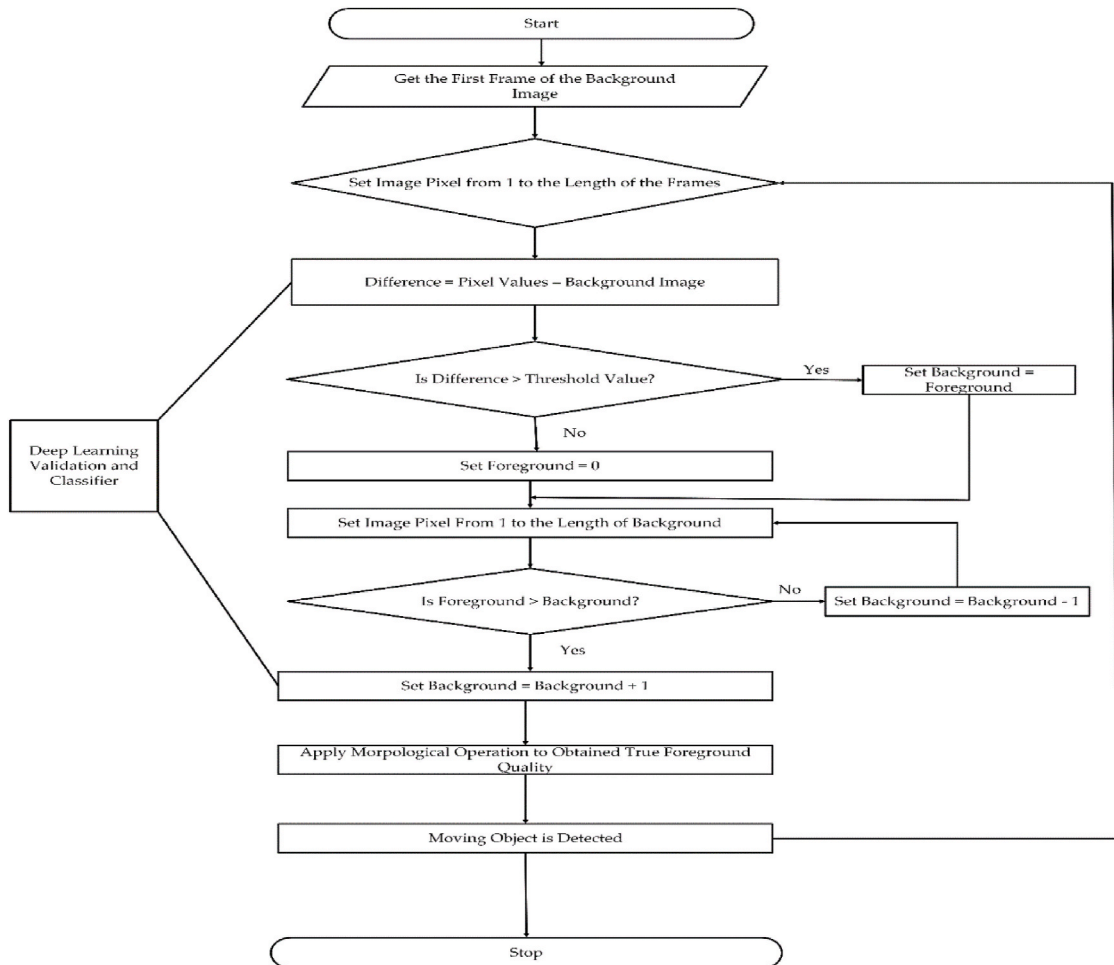 Start
Get the First Frame of the Background
Image
Set Image Pixel from 1 to the Length of the Frames
Difference = Pixel Values – Background Image
Is Difference > Threshold Value?
Yes
Set Background =
Foreground
No
Deep Learning
Validation and
Classifier
Set Foreground = 0
Set Image Pixel From 1 to the Length of Background
Is Foreground > Background?
No
Set Background = Background - 1
Yes
Set Background = Background + 1
Apply Morpological Operation to Obtained True Foreground
Quality
Moving Object is Detected
Stop